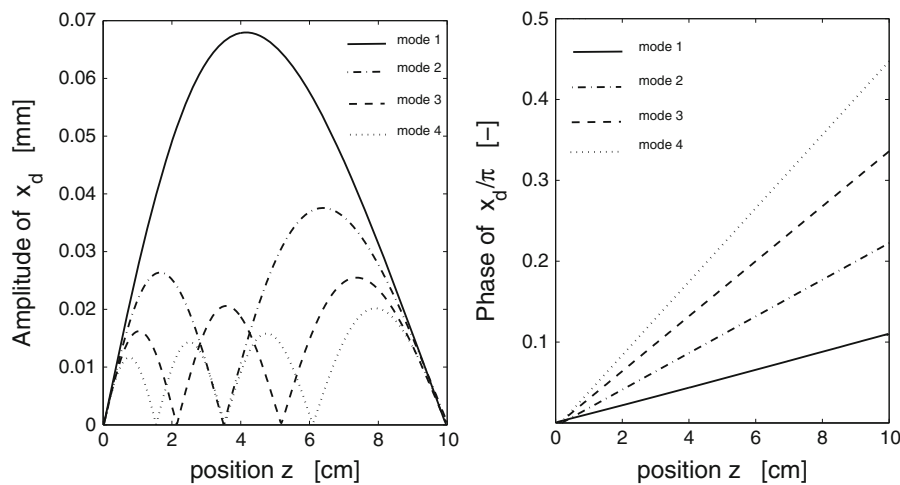 0.07
0.06
0.05
0.04
0.03
0.02
0.01
0
Amplitude of x_d [mm]
mode 1
mode 2
mode 3
mode 4
0 2 4 6 8 10
position z [cm]
0.5
0.4
0.3
0.2
0.1
Phase of x_d/π [-]
mode 1
mode 2
mode 3
mode 4
0 2 4 6 8 10
position z [cm]